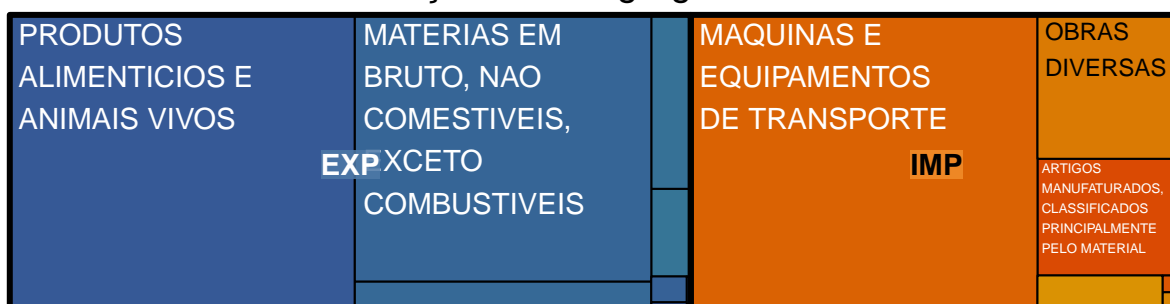 PRODUTOS
ALIMENTICIOS E
ANIMAIS VIVOS
MATERIAS EM
BRUTO, NAO
COMESTIVEIS,
EXCETO
COMBUSTIVEIS
EXP
MAQUINAS E
EQUIPAMENTOS
DE TRANSPORTE
IMP
OBRAS
DIVERSAS
ARTIGOS
MANUFATURADOS,
CLASSIFICADOS
PRINCIPALMENTE
PELO MATERIAL